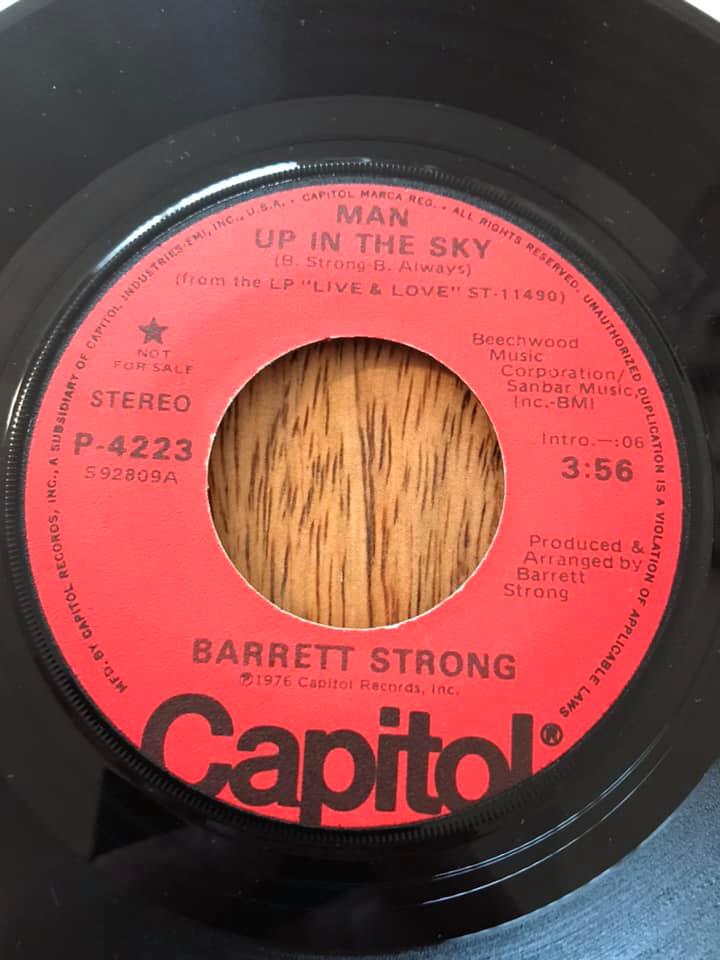 MFD. BY CAPITOL RECORDS, INC., A SUBSIDIARY OF CAPITOL INDUSTRIES-EMI, INC., U.S.A. • CAPITOL MARCA REG. • ALL RIGHTS RESERVED. UNAUTHORIZED DUPLICATION IS A VIOLATION OF APPLICABLE LAWS
MAN
UP IN THE SKY
(B. Strong-B. Always)
(from the LP "LIVE & LOVE" ST-11490)
NOT
FOR SALE
STEREO
P-4223
S92809A
Beechwood
Music
Corporation/
Sanbar Music,
Inc.-BMI
Intro.—:06
3:56
Produced &
Arranged by
Barrett
Strong
BARRETT STRONG
℗1976 Capitol Records, Inc.
Capitol®